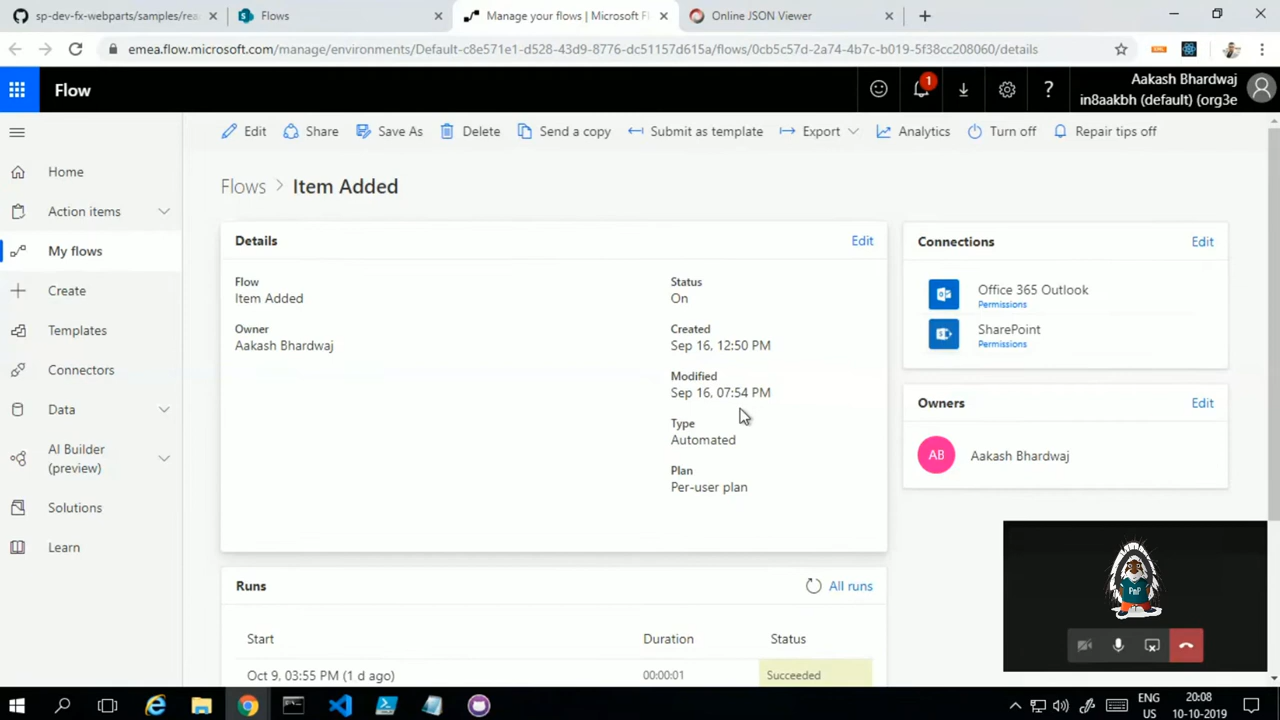 sp-dev-fx-webparts/samples/rea
Flows
Manage your flows | Microsoft Fl
Online JSON Viewer
emea.flow.microsoft.com/manage/environments/Default-c8e571e1-d528-43d9-8776-dc51157d615a/flows/0cb5c57d-2a74-4b7c-b019-5f38cc208060/details
Flow
1
?
Aakash Bhardwaj
in8aakbh (default) (org3e
Edit
Share
Save As
Delete
Send a copy
Submit as template
Export
Analytics
Turn off
Repair tips off
Home
Action items
My flows
Create
Templates
Connectors
Data
AI Builder
(preview)
Solutions
Learn
Flows > Item Added
Details
Edit
Flow
Item Added
Owner
Aakash Bhardwaj
Status
On
Created
Sep 16, 12:50 PM
Modified
Sep 16, 07:54 PM
Type
Automated
Plan
Per-user plan
Connections
Edit
Office 365 Outlook
Permissions
SharePoint
Permissions
Owners
Edit
AB
Aakash Bhardwaj
Runs
All runs
Start
Duration
Status
Oct 9, 03:55 PM (1 d ago)
00:00:01
Succeeded
PnP
ENG
US
20:08
10-10-2019